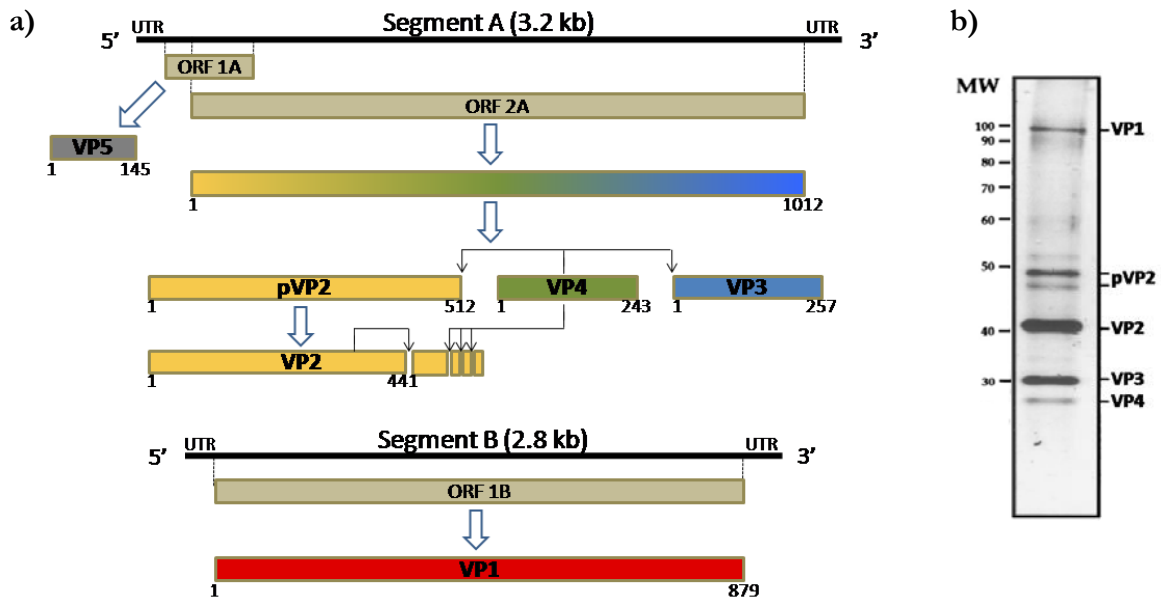 a)
Segment A (3.2 kb)
5’ UTR UTR 3’
ORF 1A
ORF 2A
VP5
1 145
1 1012
pVP2 VP4 VP3
1 512 1 243 1 257
VP2
1 441
Segment B (2.8 kb)
5’ UTR UTR 3’
ORF 1B
VP1
1 879
b)
MW
100 VP1
90
80
70
60
50 pVP2
40 VP2
30 VP3
VP4